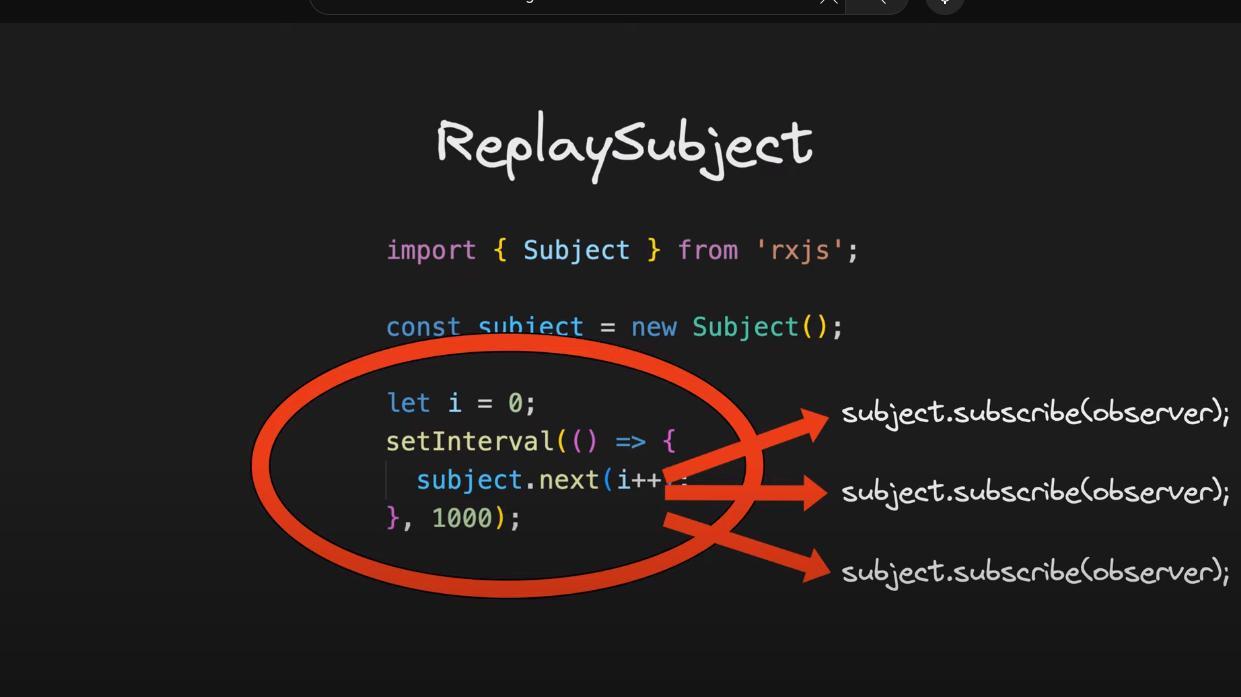 ReplaySubject
import { Subject } from 'rxjs';
const subject = new Subject();
let i = 0;
setInterval(() => {
subject.next(i++
}, 1000);
subject.subscribe(observer);
subject.subscribe(observer);
subject.subscribe(observer);